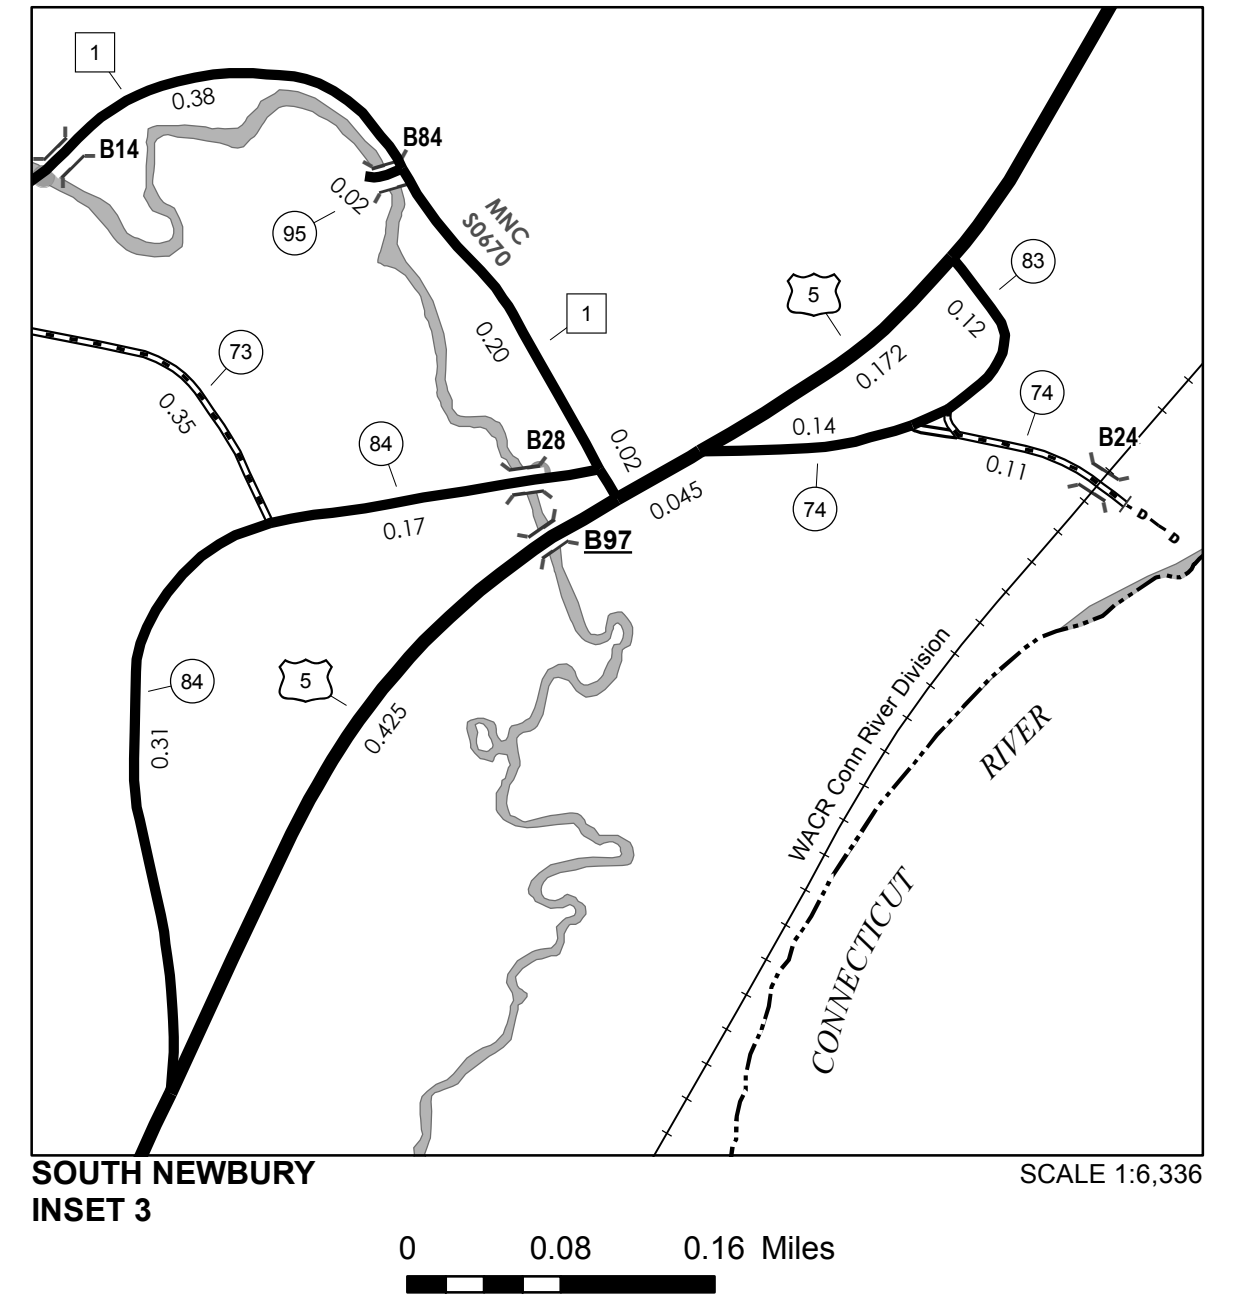 1
0.38
B14
B84
0.02
95
MNC
S0670
83
5
0.12
1
0.20
0.172
73
0.35
74
84
B28
0.02
0.14
B24
0.11
0.045
74
0.17
B97
D
D
84
5
0.31
0.425
WACR Conn River Division
RIVER
CONNECTICUT
SOUTH NEWBURY
INSET 3
SCALE 1:6,336
0 0.08 0.16 Miles